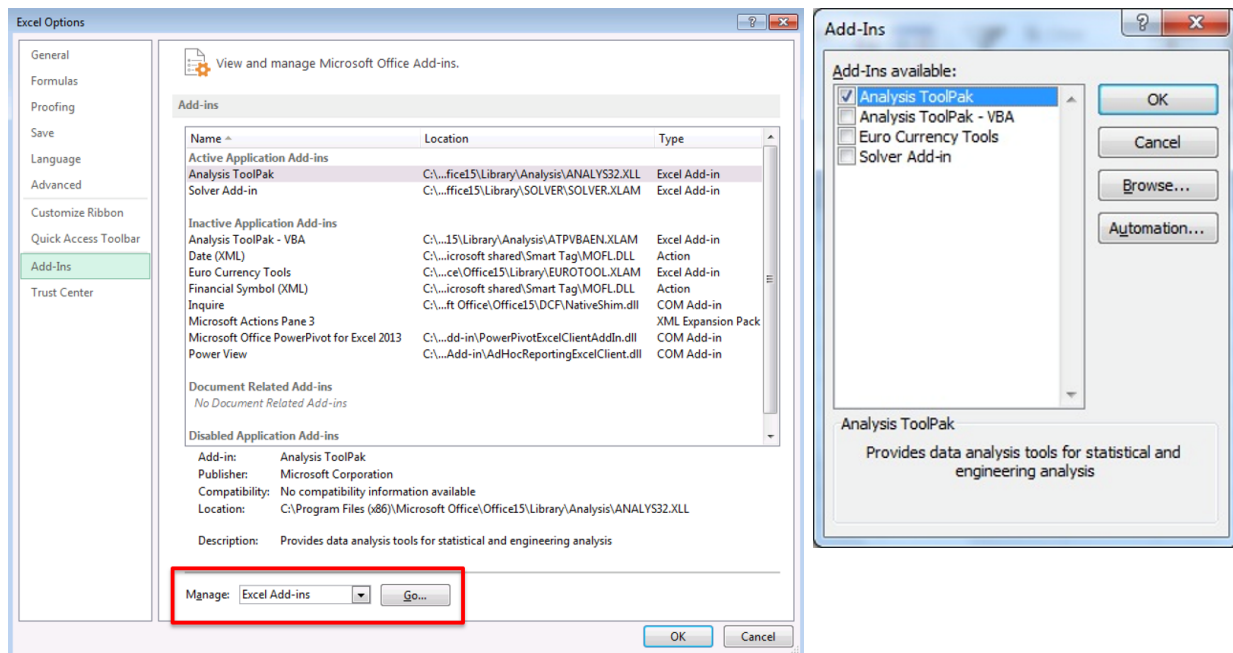 Excel Options
General
Formulas
Proofing
Save
Language
Advanced
Customize Ribbon
Quick Access Toolbar
Add-Ins
Trust Center
View and manage Microsoft Office Add-ins.
Add-ins
Name Location Type
Active Application Add-ins
Analysis ToolPak C:\...fice15\Library\Analysis\ANALYS32.XLL Excel Add-in
Solver Add-in C:\...ffice15\Library\SOLVER\SOLVER.XLAM Excel Add-in
Inactive Application Add-ins
Analysis ToolPak - VBA C:\...15\Library\Analysis\ATPVBAEN.XLAM Excel Add-in
Date (XML) C:\...icrosoft shared\Smart Tag\MOFL.DLL Action
Euro Currency Tools C:\...ce\Office15\Library\EUROTOOL.XLAM Excel Add-in
Financial Symbol (XML) C:\...icrosoft shared\Smart Tag\MOFL.DLL Action
Inquire C:\...ft Office\Office15\DCF\NativeShim.dll COM Add-in
Microsoft Actions Pane 3 XML Expansion Pack
Microsoft Office PowerPivot for Excel 2013 C:\...dd-in\PowerPivotExcelClientAddIn.dll COM Add-in
Power View C:\...Add-in\AdHocReportingExcelClient.dll COM Add-in
Document Related Add-ins
No Document Related Add-ins
Disabled Application Add-ins
Add-in: Analysis ToolPak
Publisher: Microsoft Corporation
Compatibility: No compatibility information available
Location: C:\Program Files (x86)\Microsoft Office\Office15\Library\Analysis\ANALYS32.XLL
Description: Provides data analysis tools for statistical and engineering analysis
Manage: Excel Add-ins Go...
OK Cancel
Add-Ins
Add-Ins available:
Analysis ToolPak
Analysis ToolPak - VBA
Euro Currency Tools
Solver Add-in
OK
Cancel
Browse...
Automation...
Analysis ToolPak
Provides data analysis tools for statistical and
engineering analysis